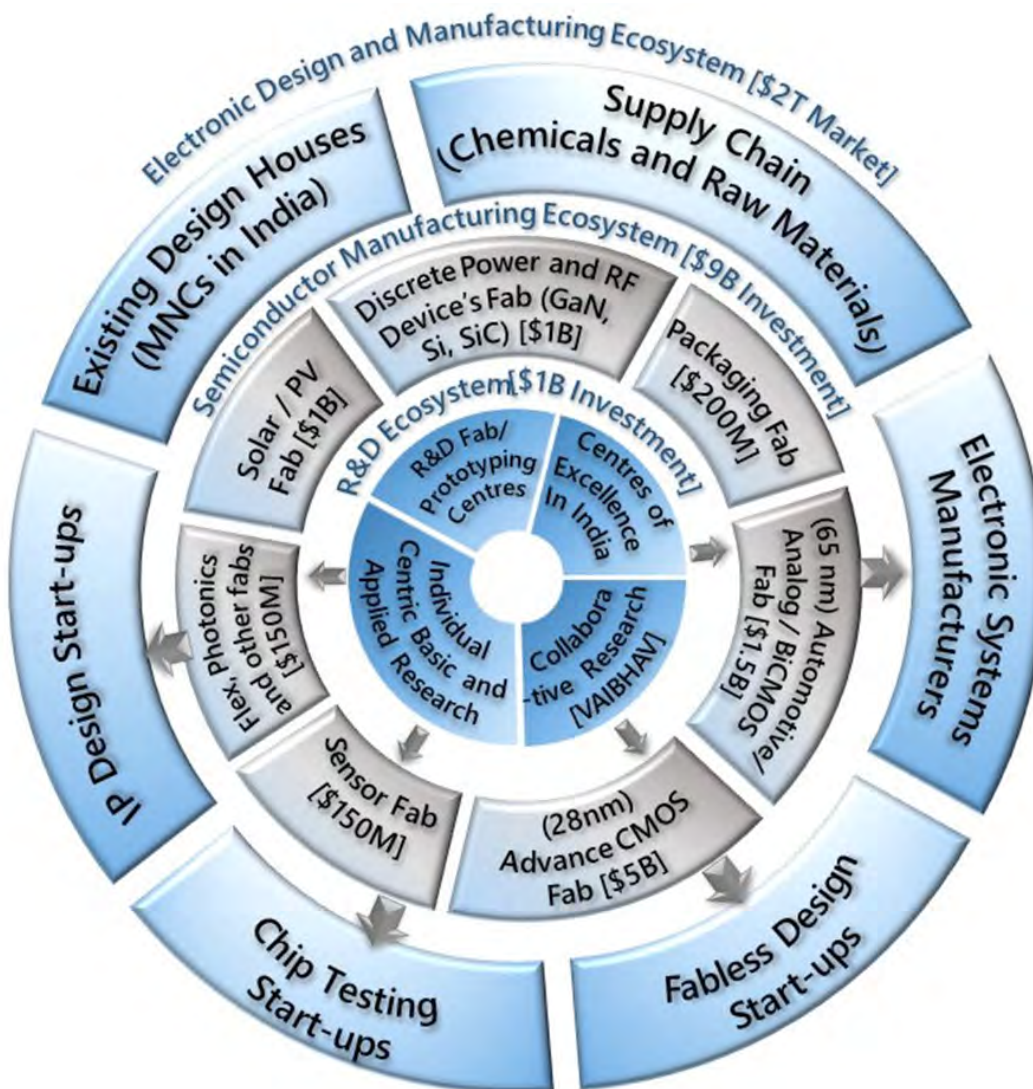 Electronic Design and Manufacturing Ecosystem [$2T Market]
Existing Design Houses
(MNCs in India)
Supply Chain
(Chemicals and Raw Materials)
Electronic Systems
Manufacturers
Fabless Design
Start-ups
Chip Testing
Start-ups
IP Design Start-ups
Semiconductor Manufacturing Ecosystem [$9B Investment]
Discrete Power and RF
Device's Fab (GaN,
Si, SiC) [$1B]
Packaging Fab
[$200M]
(65 nm) Automotive/
Analog / BiCMOS
Fab [$1.5B]
(28nm)
Advance CMOS
Fab [$5B]
Sensor Fab
[$150M]
Flex, Photonics
and other fabs
[$150M]
Solar / PV
Fab [$1B]
R&D Ecosystem[$1B Investment]
R&D Fab/
Prototyping
Centres
Centres of
Excellence
In India
Collabora
-tive Research
[VAIBHAV]
Individual
Centric Basic and
Applied Research